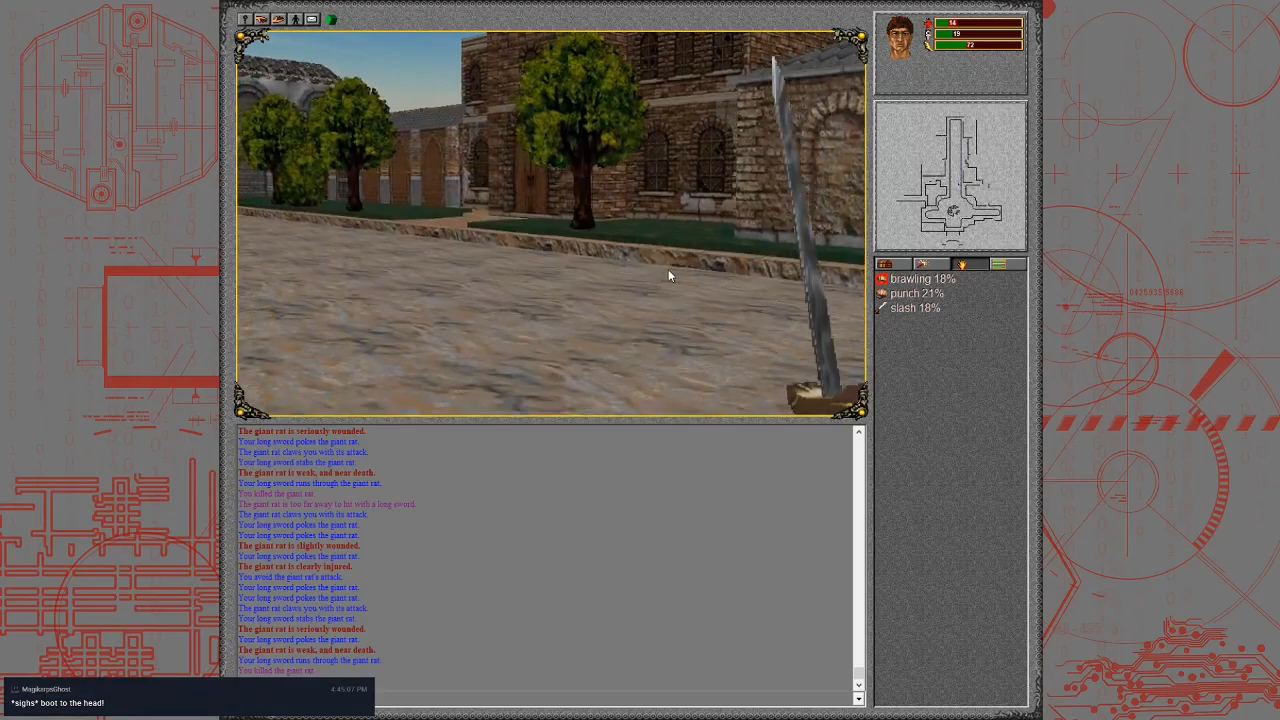 14
19
72
brawling 18%
punch 21%
slash 18%
The giant rat is seriously wounded.
Your long sword pokes the giant rat.
The giant rat claws you with its attack.
Your long sword stabs the giant rat.
The giant rat is weak, and near death.
Your long sword runs through the giant rat.
You killed the giant rat.
The giant rat is too far away to hit with a long sword.
The giant rat claws you with its attack.
Your long sword pokes the giant rat.
Your long sword pokes the giant rat.
The giant rat is slightly wounded.
Your long sword pokes the giant rat.
The giant rat is clearly injured.
You avoid the giant rat's attack.
Your long sword pokes the giant rat.
Your long sword pokes the giant rat.
The giant rat claws you with its attack.
Your long sword stabs the giant rat.
The giant rat is seriously wounded.
Your long sword pokes the giant rat.
The giant rat is weak, and near death.
Your long sword runs through the giant rat.
You killed the giant rat.
MagikarpsGhost 4:45:07 PM
*sighs* boot to the head!